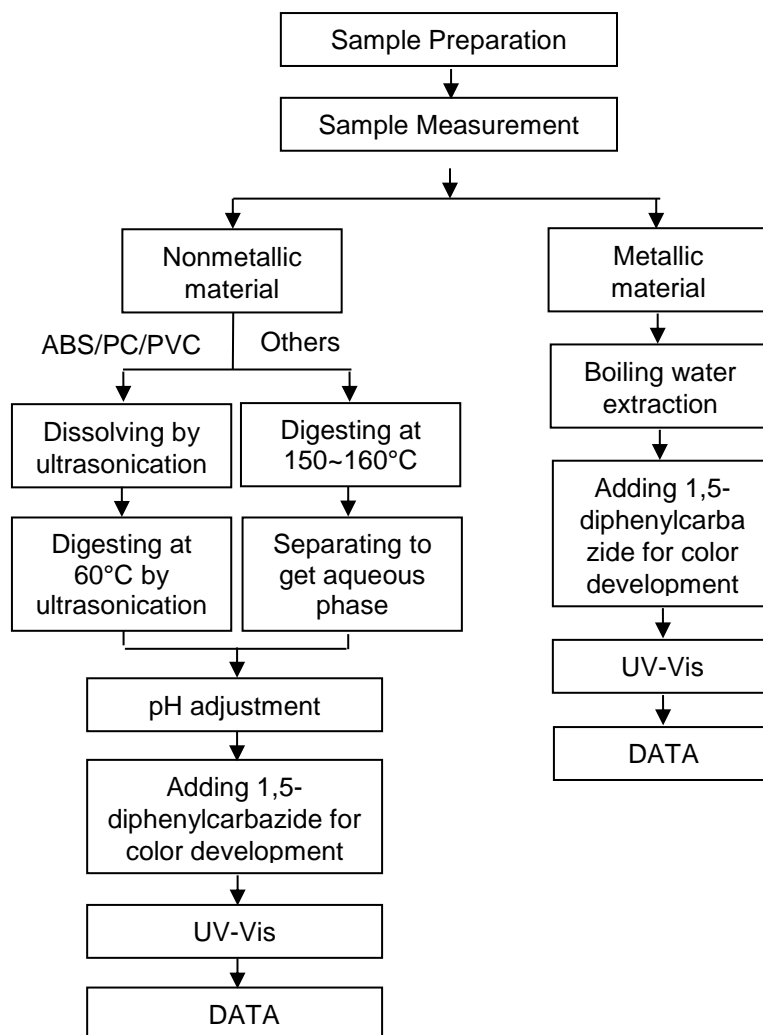 Sample Preparation
Sample Measurement
Nonmetallic
material
ABS/PC/PVC
Others
Dissolving by
ultrasonication
Digesting at
60°C by
ultrasonication
Digesting at
150~160°C
Separating to
get aqueous
phase
pH adjustment
Adding 1,5-
diphenylcarbazide for
color development
UV-Vis
DATA
Metallic
material
Boiling water
extraction
Adding 1,5-
diphenylcarba
zide for color
development
UV-Vis
DATA